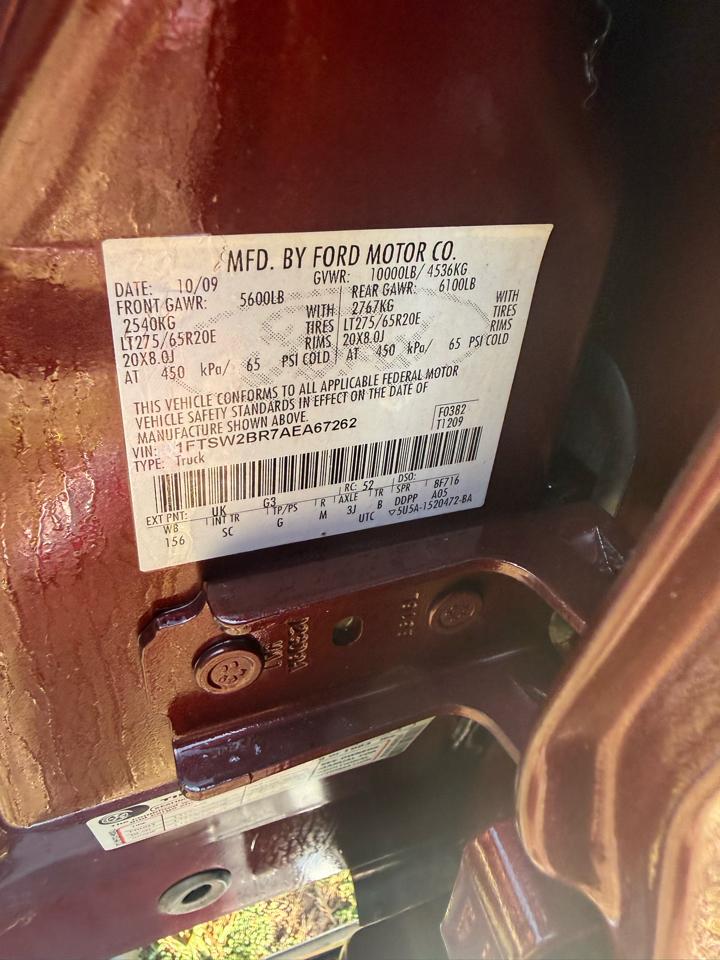 MFD. BY FORD MOTOR CO.
DATE: 10/09 GVWR: 10000LB/ 4536KG
FRONT GAWR: 5600LB REAR GAWR: 6100LB
2540KG WITH 2767KG WITH
LT275/65R20E TIRES LT275/65R20E TIRES
20X8.0J RIMS 20X8.0J RIMS
AT 450 kPa/ 65 PSI COLD AT 450 kPa/ 65 PSI COLD
THIS VEHICLE CONFORMS TO ALL APPLICABLE FEDERAL MOTOR
VEHICLE SAFETY STANDARDS IN EFFECT ON THE DATE OF
MANUFACTURE SHOWN ABOVE.
VIN: 1FTSW2BR7AEA67262
TYPE: Truck
F0382
T1209
EXT PNT: UK G3 RC: 52 DSO:
WB INT TR TP/PS R AXLE TR SPR 8F716
156 SC G M 3J B DDPP A05
UTC ▽5U5A-1520472-BA